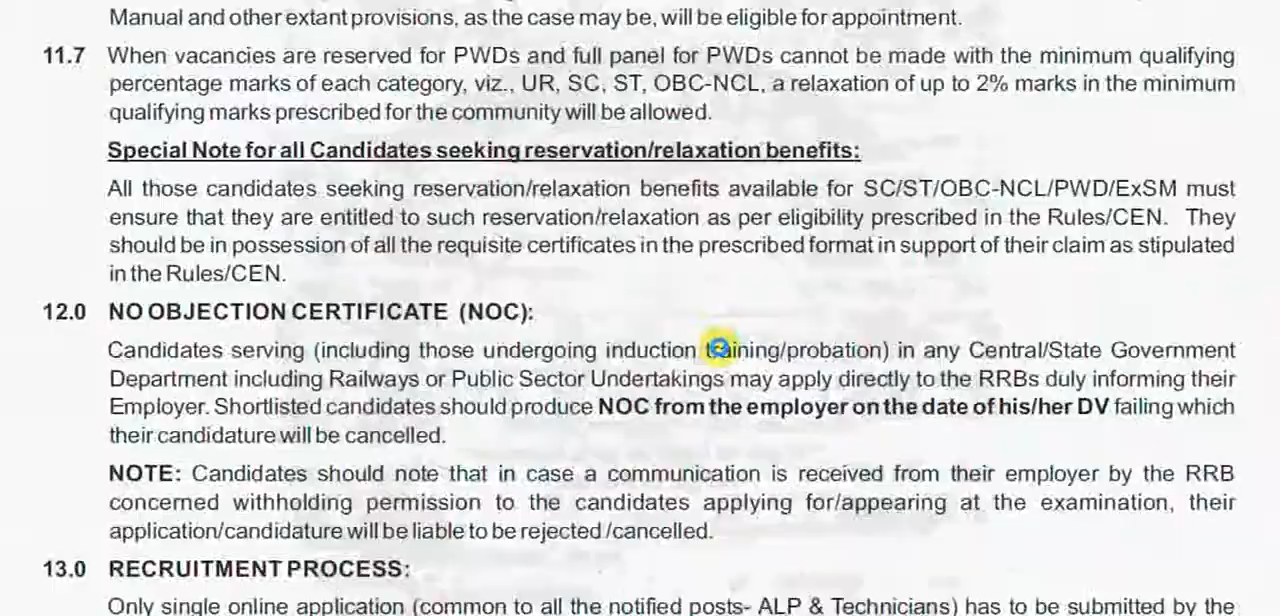 Manual and other extant provisions, as the case may be, will be eligible for appointment.
11.7 When vacancies are reserved for PWDs and full panel for PWDs cannot be made with the minimum qualifying
percentage marks of each category, viz., UR, SC, ST, OBC-NCL, a relaxation of up to 2% marks in the minimum
qualifying marks prescribed for the community will be allowed.
Special Note for all Candidates seeking reservation/relaxation benefits:
All those candidates seeking reservation/relaxation benefits available for SC/ST/OBC-NCL/PWD/ExSM must
ensure that they are entitled to such reservation/relaxation as per eligibility prescribed in the Rules/CEN. They
should be in possession of all the requisite certificates in the prescribed format in support of their claim as stipulated
in the Rules/CEN.
12.0 NO OBJECTION CERTIFICATE (NOC):
Candidates serving (including those undergoing induction training/probation) in any Central/State Government
Department including Railways or Public Sector Undertakings may apply directly to the RRBs duly informing their
Employer. Shortlisted candidates should produce NOC from the employer on the date of his/her DV failing which
their candidature will be cancelled.
NOTE: Candidates should note that in case a communication is received from their employer by the RRB
concerned withholding permission to the candidates applying for/appearing at the examination, their
application/candidature will be liable to be rejected /cancelled.
13.0 RECRUITMENT PROCESS:
Only single online application (common to all the notified posts- ALP & Technicians) has to be submitted by the